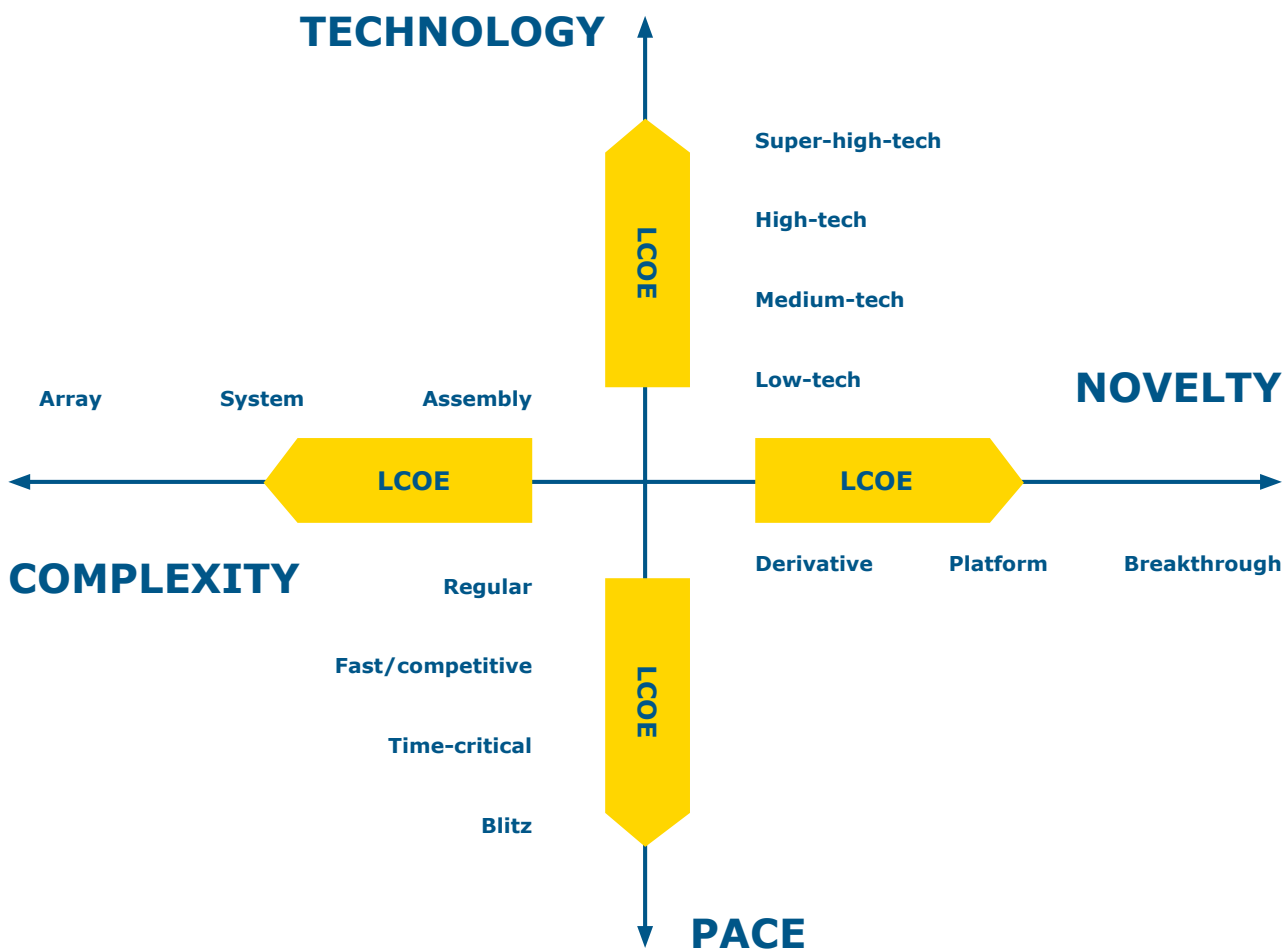 TECHNOLOGY
Super-high-tech
High-tech
Medium-tech
Low-tech
LCOE
NOVELTY
Array System Assembly
LCOE
LCOE
COMPLEXITY
Derivative Platform Breakthrough
Regular
Fast/competitive
Time-critical
Blitz
LCOE
PACE